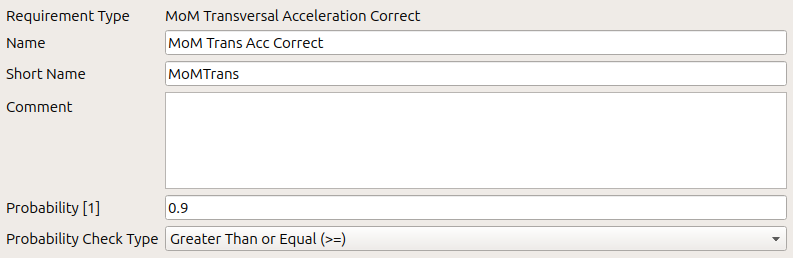 Requirement Type MoM Transversal Acceleration Correct
Name MoM Trans Acc Correct
Short Name MoMTrans
Comment
Probability [1] 0.9
Probability Check Type Greater Than or Equal (>=)